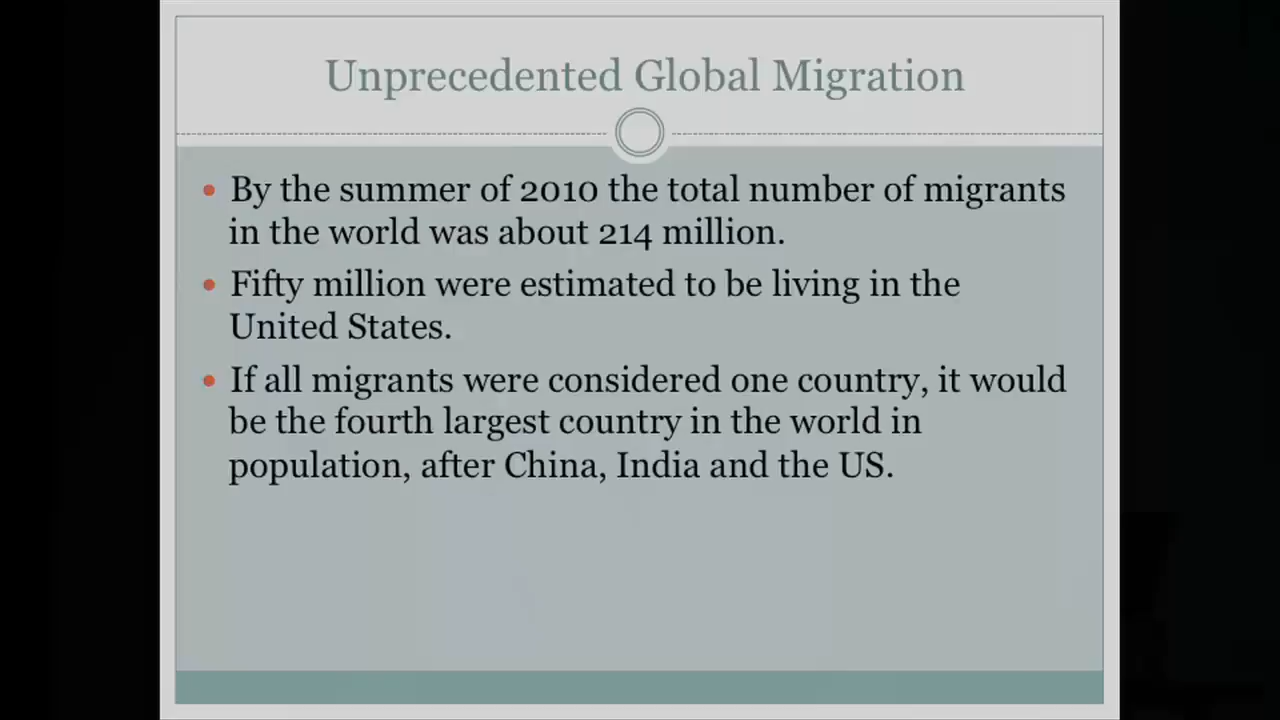 Unprecedented Global Migration
• By the summer of 2010 the total number of migrants
in the world was about 214 million.
• Fifty million were estimated to be living in the
United States.
• If all migrants were considered one country, it would
be the fourth largest country in the world in
population, after China, India and the US.